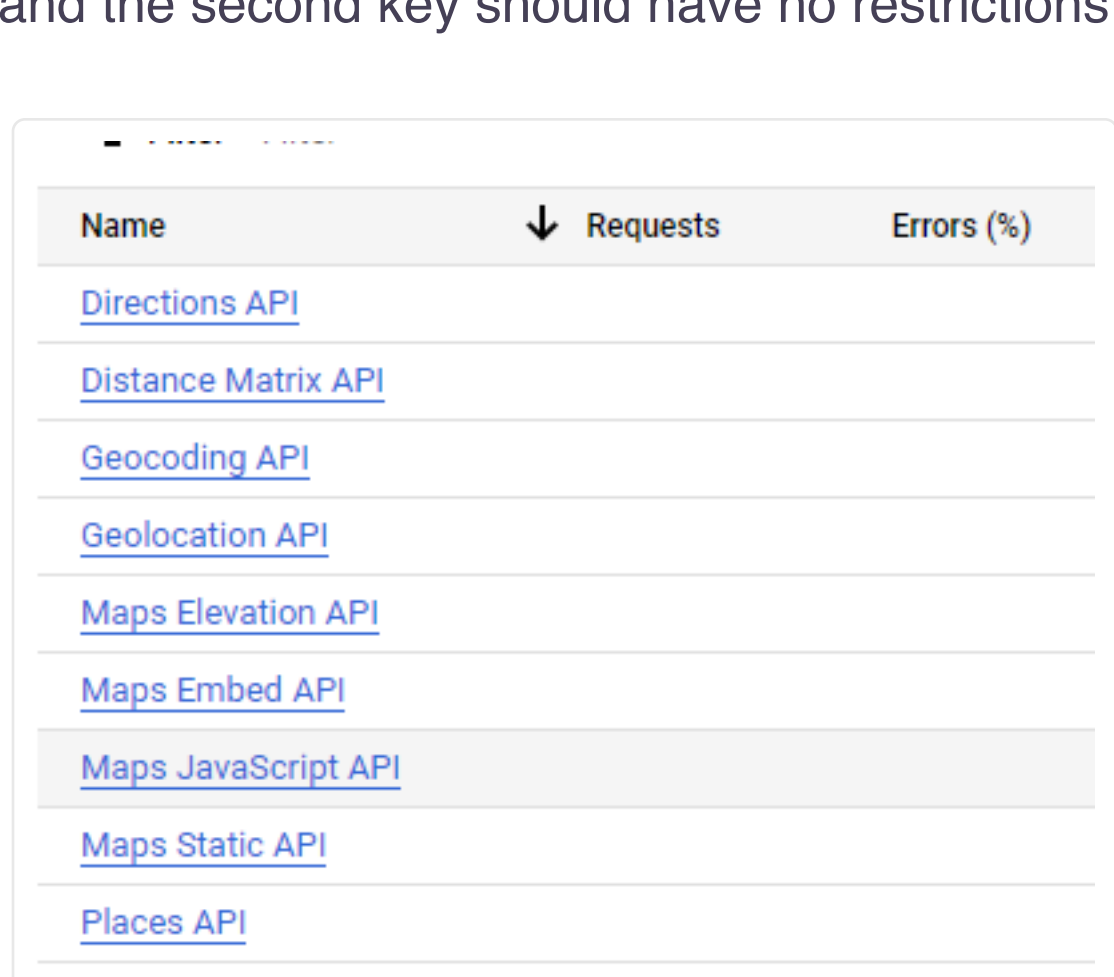 and the second key should have no restrictions
Name Requests Errors (%)
Directions API
Distance Matrix API
Geocoding API
Geolocation API
Maps Elevation API
Maps Embed API
Maps JavaScript API
Maps Static API
Places API